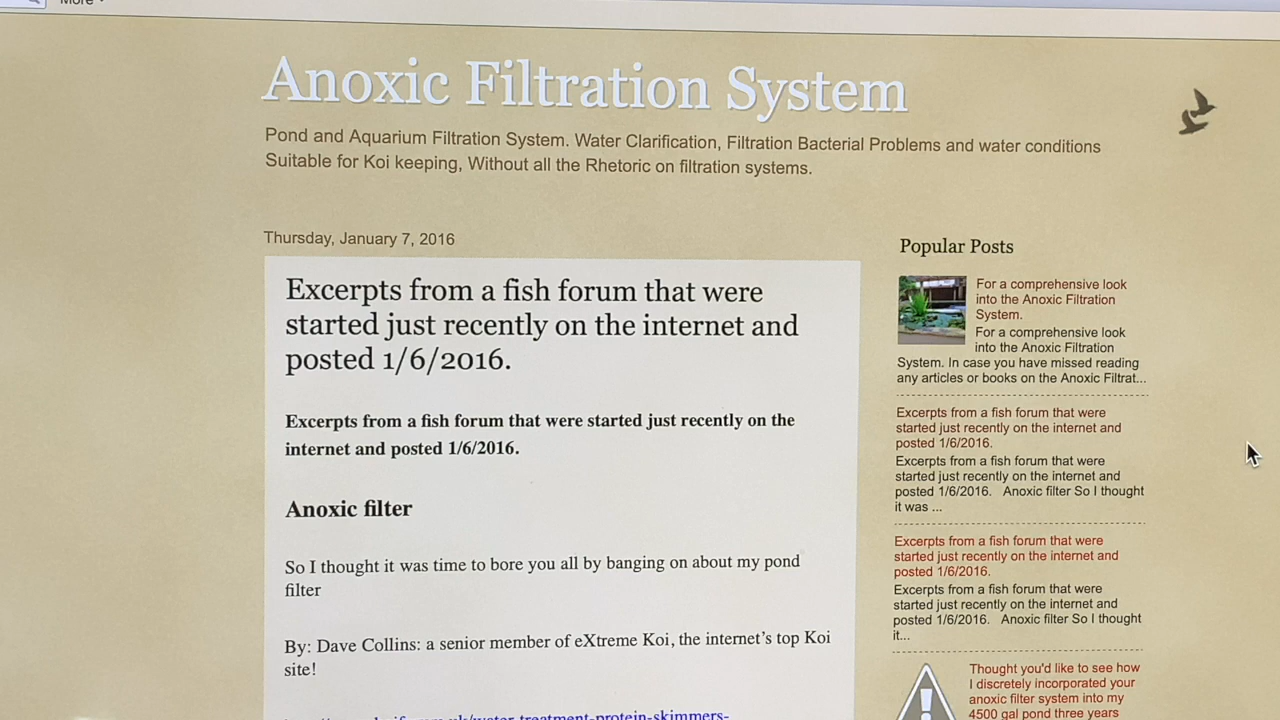 More
Anoxic Filtration System
Pond and Aquarium Filtration System. Water Clarification, Filtration Bacterial Problems and water conditions
Suitable for Koi keeping, Without all the Rhetoric on filtration systems.
Thursday, January 7, 2016
Excerpts from a fish forum that were
started just recently on the internet and
posted 1/6/2016.
Excerpts from a fish forum that were started just recently on the
internet and posted 1/6/2016.
Anoxic filter
So I thought it was time to bore you all by banging on about my pond
filter
By: Dave Collins: a senior member of eXtreme Koi, the internet's top Koi
site!
uk/water-treatment-protein-skimmers-
Popular Posts
For a comprehensive look
into the Anoxic Filtration
System.
For a comprehensive look
into the Anoxic Filtration
System. In case you have missed reading
any articles or books on the Anoxic Filtrat...
Excerpts from a fish forum that were
started just recently on the internet and
posted 1/6/2016.
Excerpts from a fish forum that were
started just recently on the internet and
posted 1/6/2016.   Anoxic filter So I thought
it was ...
Excerpts from a fish forum that were
started just recently on the internet and
posted 1/6/2016.
Excerpts from a fish forum that were
started just recently on the internet and
posted 1/6/2016.   Anoxic filter So I thought
it...
Thought you'd like to see how
I discretely incorporated your
anoxic filter system into my
4500 gal pond three years